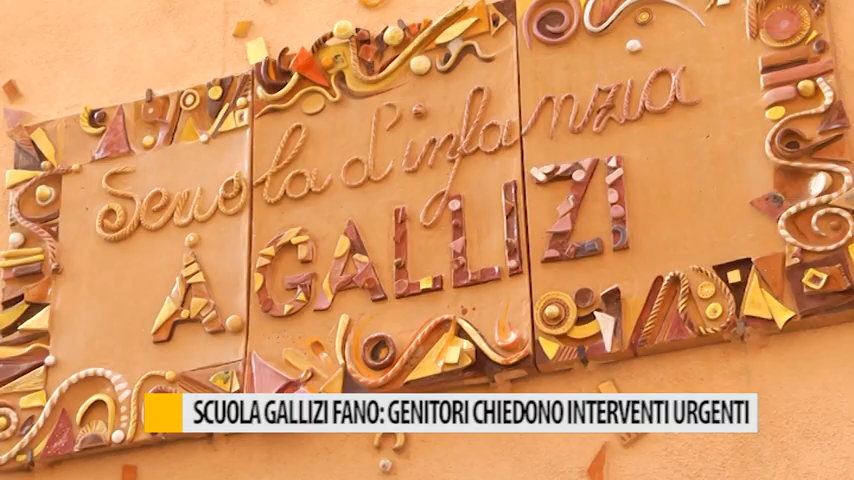 Scuola d'infanzia
A. GALLIZI
SCUOLA GALLIZI FANO: GENITORI CHIEDONO INTERVENTI URGENTI